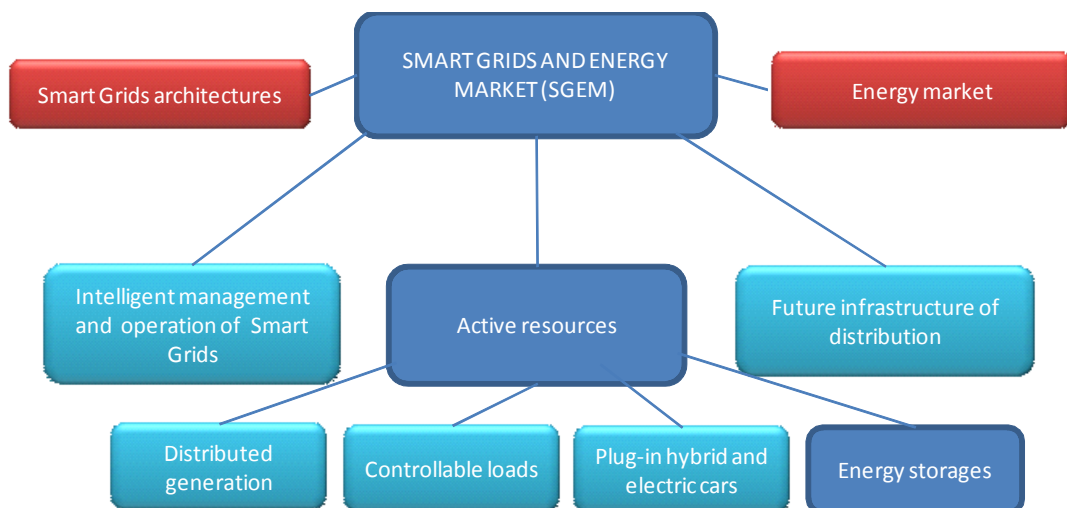 SMART GRIDS AND ENERGY
MARKET (SGEM)
Smart Grids architectures
Energy market
Intelligent management
and operation of Smart
Grids
Active resources
Future infrastructure of
distribution
Distributed
generation
Controllable loads
Plug-in hybrid and
electric cars
Energy storages